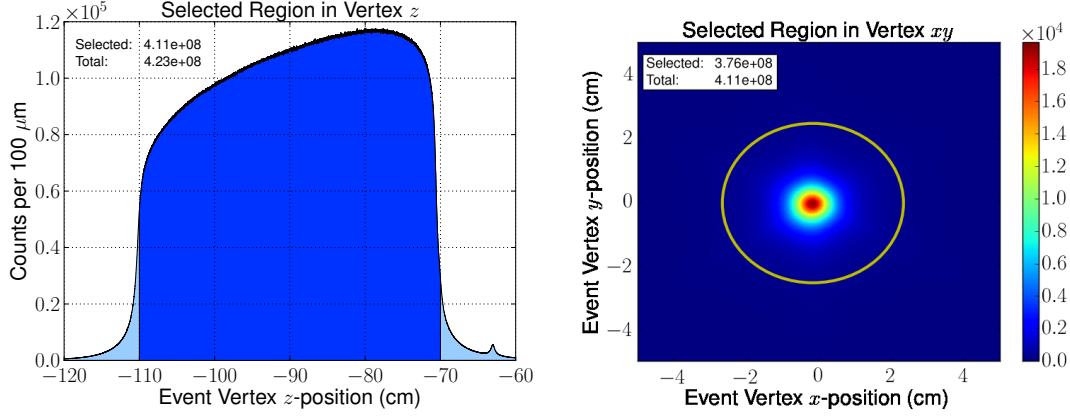 Selected Region in Vertex z
×10⁵
Selected: 4.11e+08
Total: 4.23e+08
1.2
1.0
0.8
0.6
0.4
0.2
0.0
Counts per 100 μm
−120 −110 −100 −90 −80 −70 −60
Event Vertex z-position (cm)
Selected Region in Vertex xy
Selected: 3.76e+08
Total: 4.11e+08
4
2
0
−2
−4
Event Vertex y-position (cm)
−4 −2 0 2 4
Event Vertex x-position (cm)
×10⁴
1.8
1.6
1.4
1.2
1.0
0.8
0.6
0.4
0.2
0.0